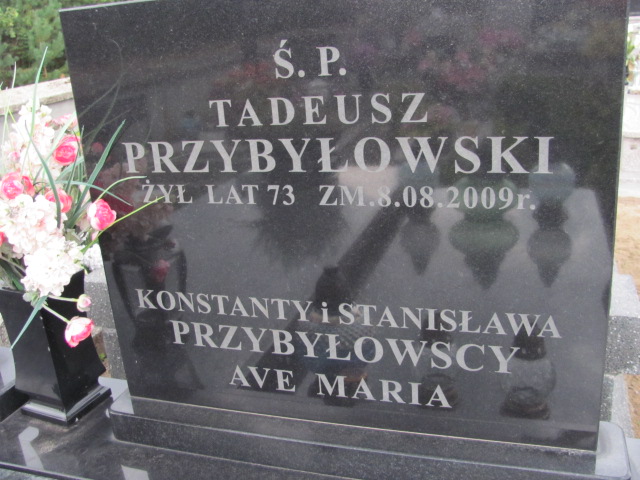 Ś. P.
TADEUSZ
PRZYBYŁOWSKI
ŻYŁ LAT 73 ZM.8.08.2009r.
KONSTANTY i STANISŁAWA
PRZYBYŁOWSCY
AVE MARIA